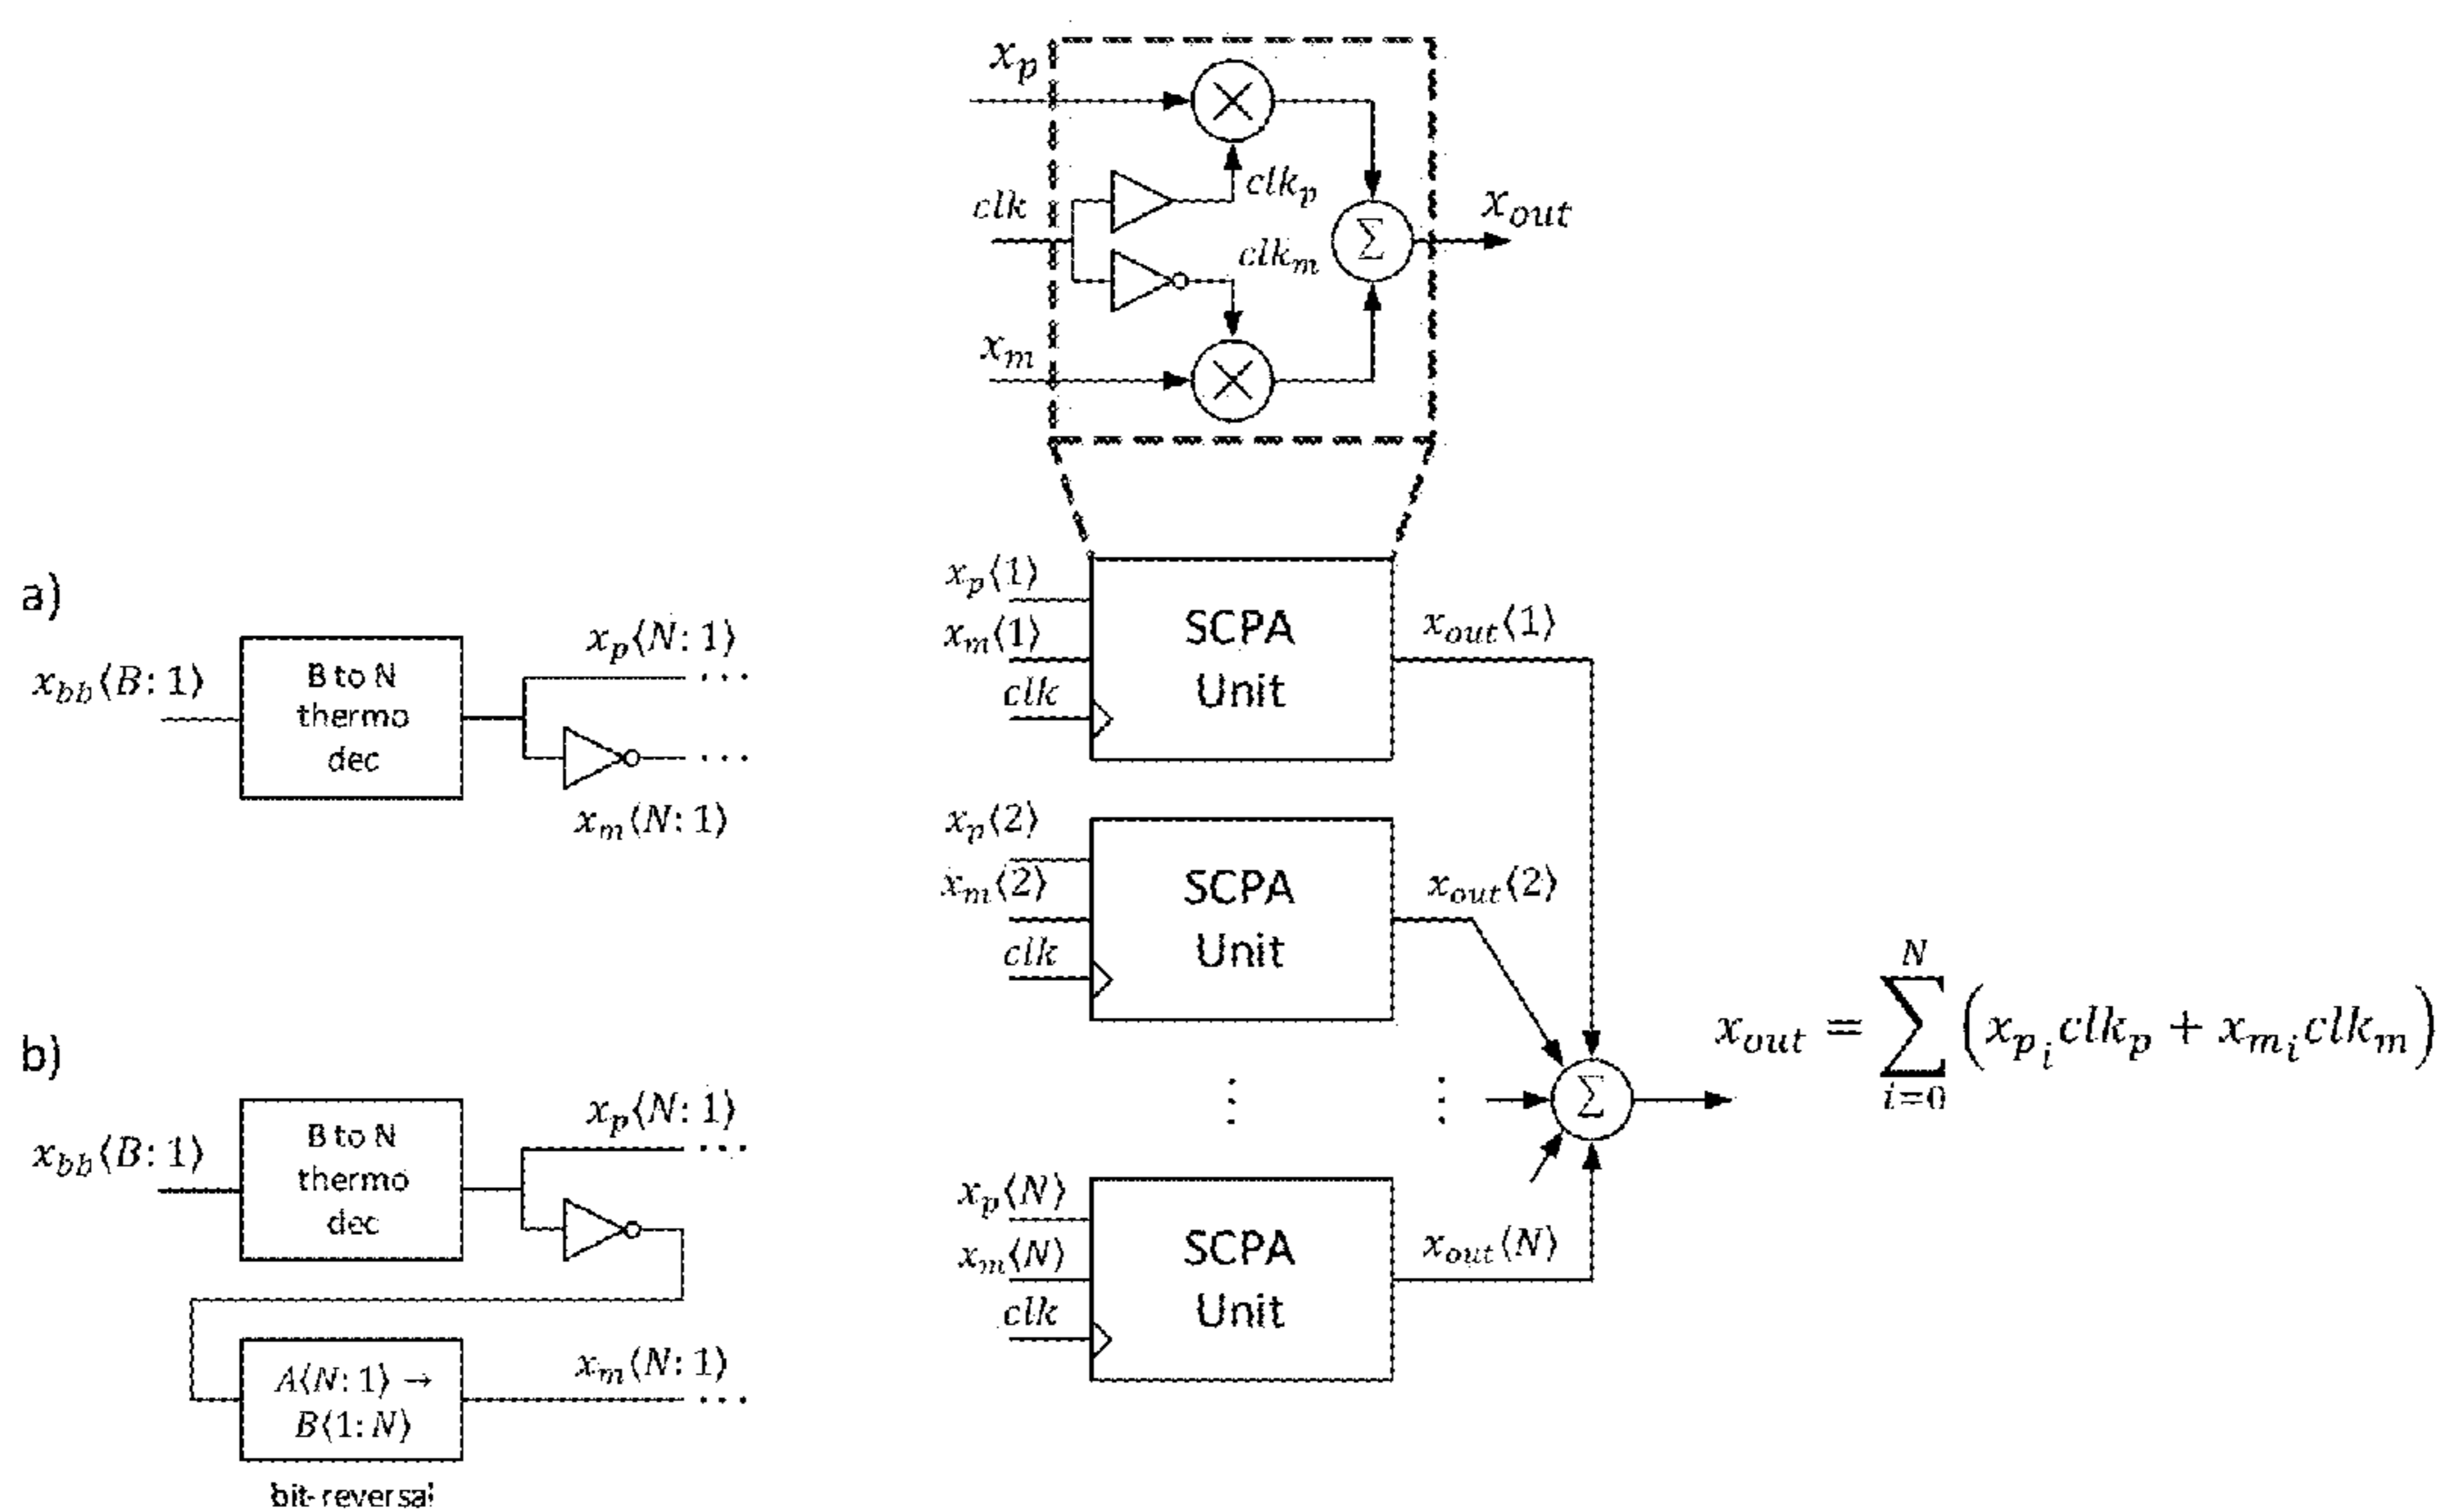 x_p
clk
clk_p
clk_m
x_m
Σ
x_out
a)
x_bb⟨B: 1⟩
B to N
thermo
dec
x_p⟨N: 1⟩
...
...
x_m⟨N: 1⟩
b)
x_bb⟨B: 1⟩
B to N
thermo
dec
x_p⟨N: 1⟩
...
A⟨N: 1⟩ →
B⟨1: N⟩
bit-reversal
x_m⟨N: 1⟩
...
x_p⟨1⟩
x_m⟨1⟩
clk
SCPA
Unit
x_out⟨1⟩
x_p⟨2⟩
x_m⟨2⟩
clk
SCPA
Unit
x_out⟨2⟩
⋮
⋮
x_p⟨N⟩
x_m⟨N⟩
clk
SCPA
Unit
x_out⟨N⟩
Σ
x_out = ∑_{i=0}^{N} (x_{p_i} clk_p + x_{m_i} clk_m)